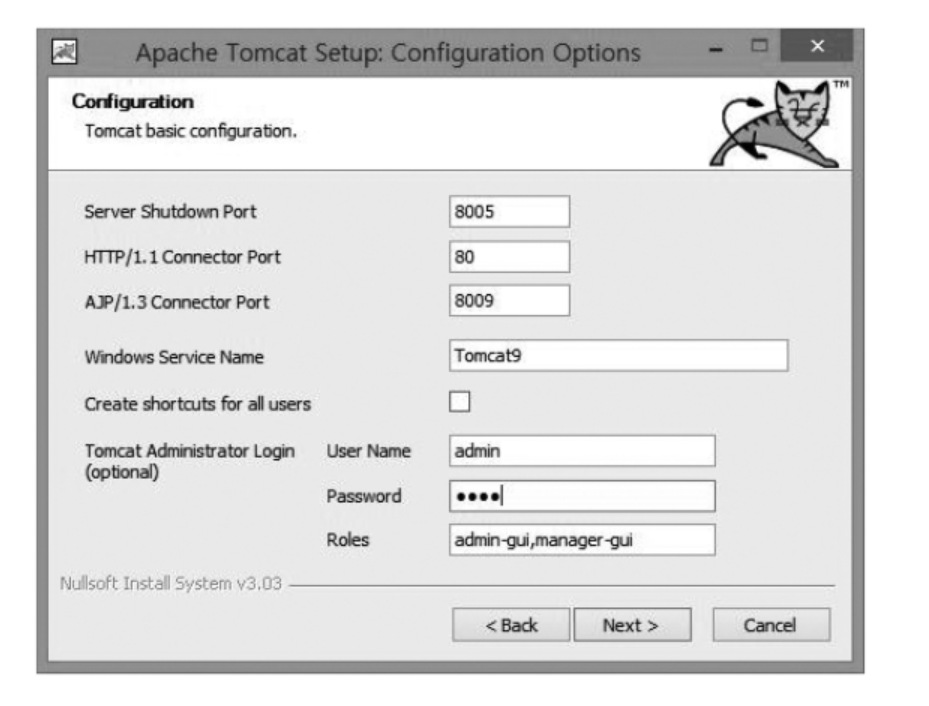 Apache Tomcat Setup: Configuration Options
Configuration
Tomcat basic configuration.
TM
Server Shutdown Port 8005
HTTP/1.1 Connector Port 80
AJP/1.3 Connector Port 8009
Windows Service Name Tomcat9
Create shortcuts for all users
Tomcat Administrator Login User Name admin
(optional)
Password ••••
Roles admin-gui,manager-gui
Nullsoft Install System v3.03
< Back Next > Cancel